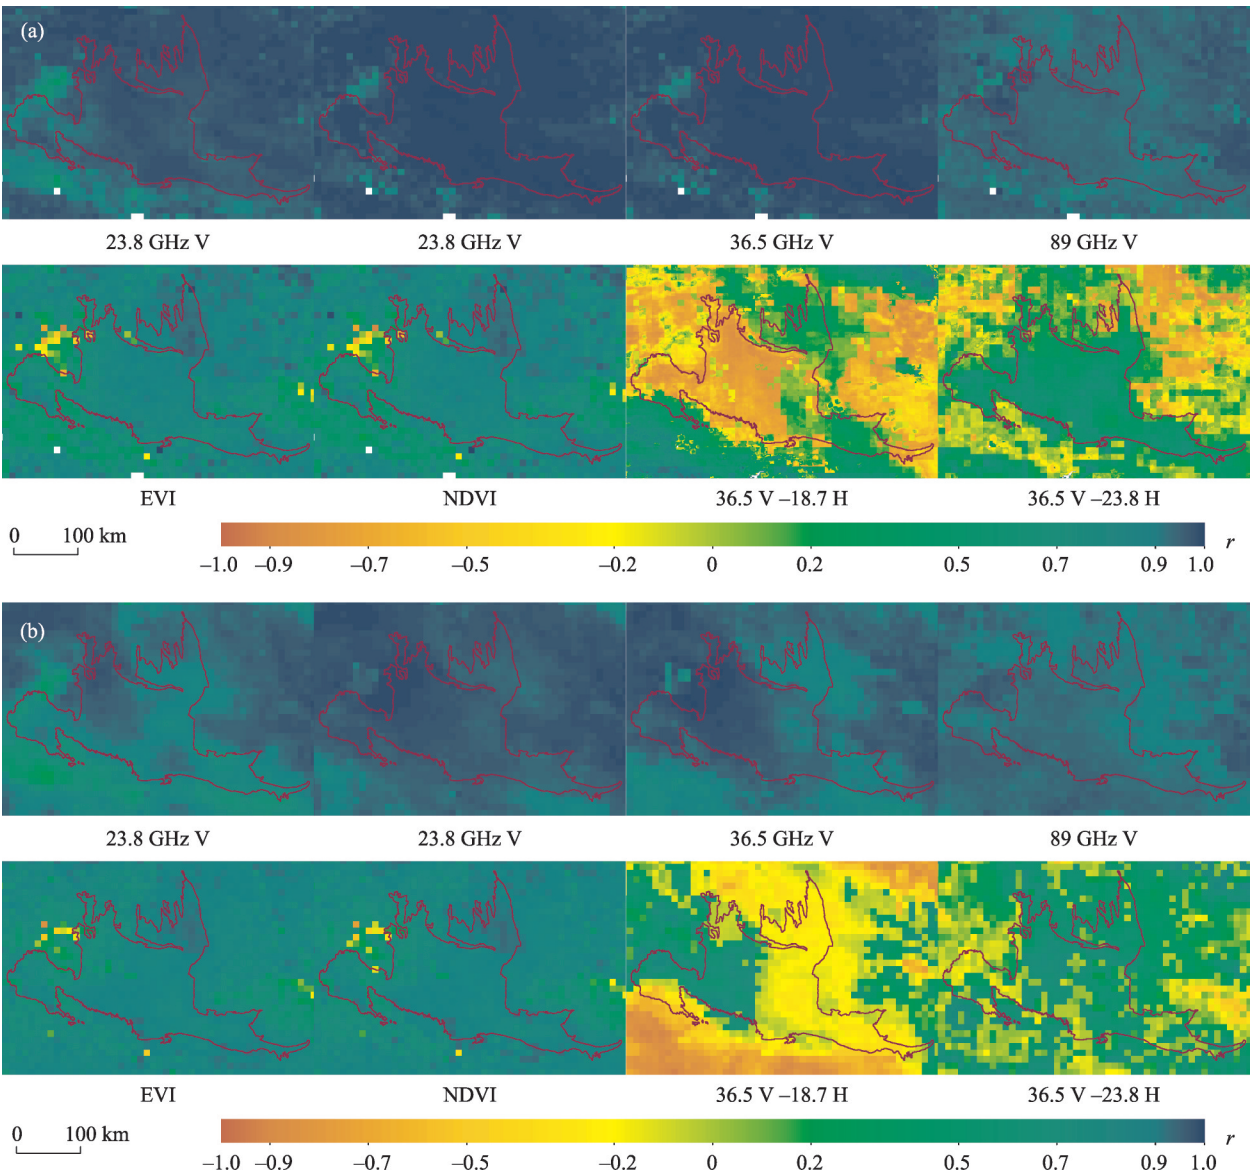 (a)
23.8 GHz V 23.8 GHz V 36.5 GHz V 89 GHz V
EVI NDVI 36.5 V –18.7 H 36.5 V –23.8 H
0 100 km
r
–1.0 –0.9 –0.7 –0.5 –0.2 0 0.2 0.5 0.7 0.9 1.0
(b)
23.8 GHz V 23.8 GHz V 36.5 GHz V 89 GHz V
EVI NDVI 36.5 V –18.7 H 36.5 V –23.8 H
0 100 km
r
–1.0 –0.9 –0.7 –0.5 –0.2 0 0.2 0.5 0.7 0.9 1.0